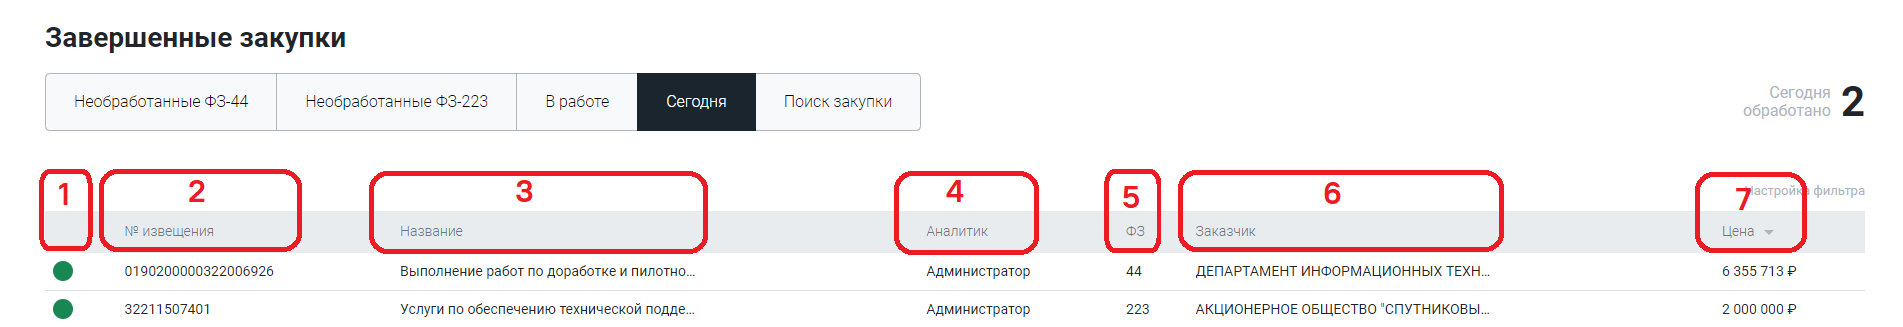 Завершенные закупки
Необработанные ФЗ-44 Необработанные ФЗ-223 В работе Сегодня Поиск закупки
Сегодня обработано 2
1 2 3 4 5 6 7
Настройка фильтра
№ извещения Название Аналитик ФЗ Заказчик Цена
0190200000322006926 Выполнение работ по доработке и пилотно... Администратор 44 ДЕПАРТАМЕНТ ИНФОРМАЦИОННЫХ ТЕХН... 6 355 713 ₽
32211507401 Услуги по обеспечению технической подде... Администратор 223 АКЦИОНЕРНОЕ ОБЩЕСТВО "СПУТНИКОВЫ... 2 000 000 ₽